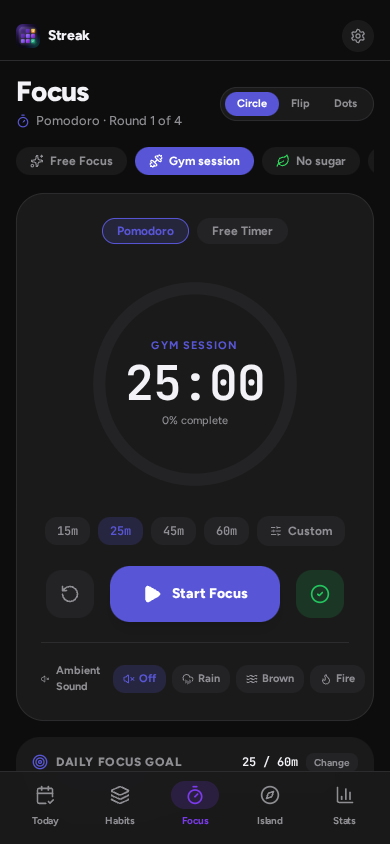 Streak
Focus
Pomodoro · Round 1 of 4
Circle Flip Dots
Free Focus Gym session No sugar
Pomodoro Free Timer
GYM SESSION
25:00
0% complete
15m 25m 45m 60m Custom
Start Focus
Ambient Sound Off Rain Brown Fire
DAILY FOCUS GOAL 25 / 60m Change
Today Habits Focus Island Stats